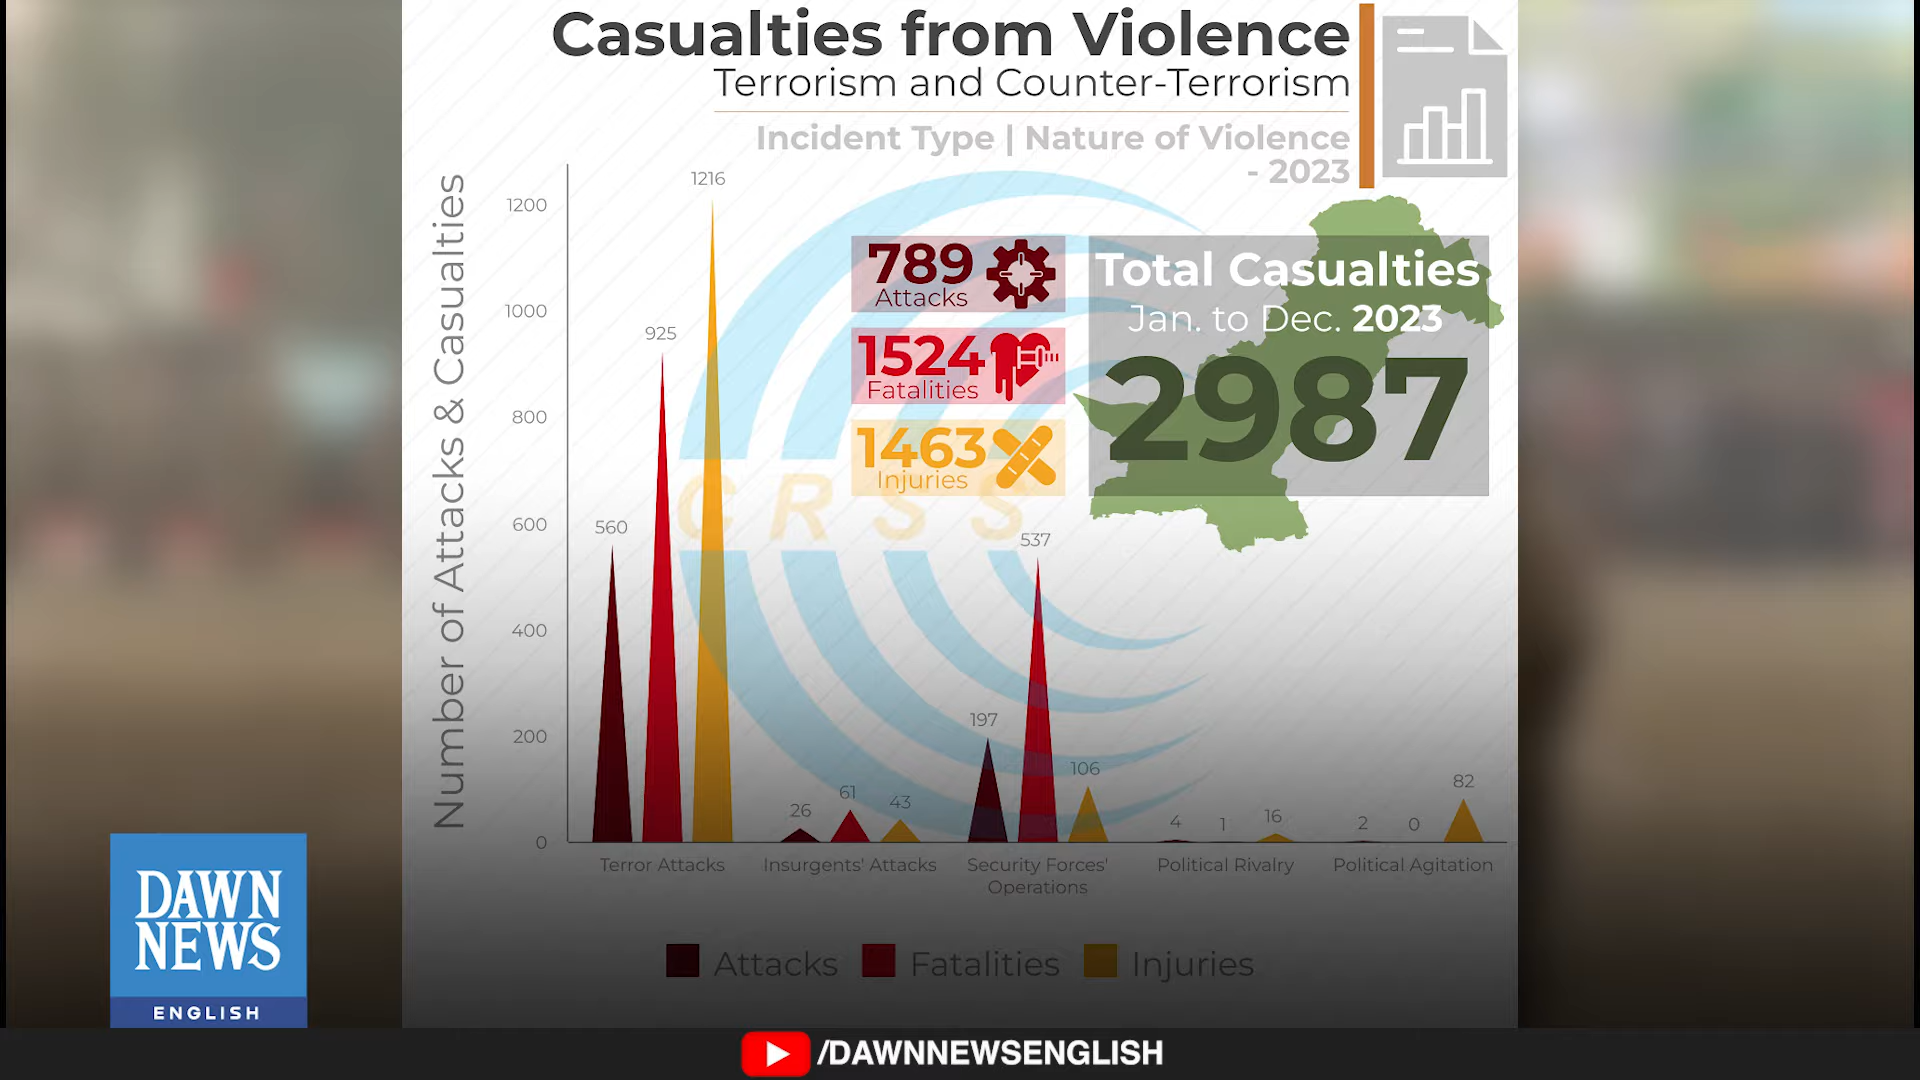 Casualties from Violence
Terrorism and Counter-Terrorism
Incident Type | Nature of Violence
- 2023
Number of Attacks & Casualties
1200
1000
800
600
400
200
0
789
Attacks
1524
Fatalities
1463
Injuries
Total Casualties
Jan. to Dec. 2023
2987
CRSS
560
925
1216
26
61
43
197
537
106
4
1
16
2
0
82
Terror Attacks
Insurgents' Attacks
Security Forces'
Operations
Political Rivalry
Political Agitation
Attacks
Fatalities
Injuries
DAWN
NEWS
ENGLISH
/DAWNNEWSENGLISH